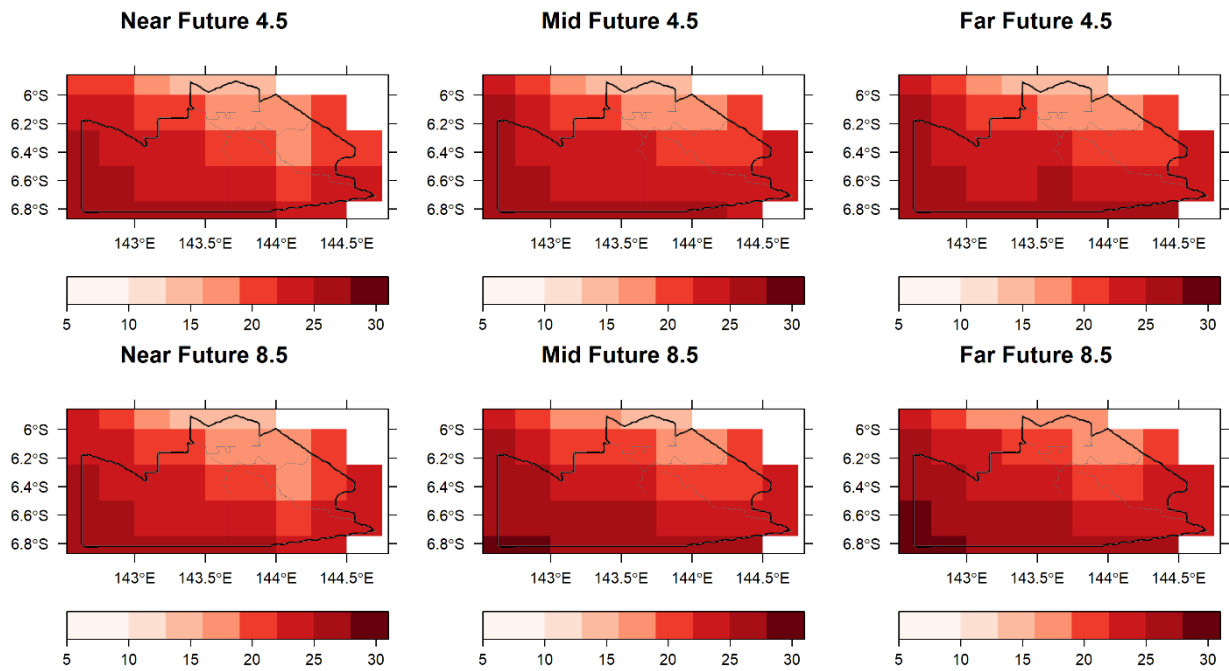 Near Future 4.5 Mid Future 4.5 Far Future 4.5
6°S 6°S 6°S
6.2°S 6.2°S 6.2°S
6.4°S 6.4°S 6.4°S
6.6°S 6.6°S 6.6°S
6.8°S 6.8°S 6.8°S
143°E 143.5°E 144°E 144.5°E 143°E 143.5°E 144°E 144.5°E 143°E 143.5°E 144°E 144.5°E
5 10 15 20 25 30 5 10 15 20 25 30 5 10 15 20 25 30
Near Future 8.5 Mid Future 8.5 Far Future 8.5
6°S 6°S 6°S
6.2°S 6.2°S 6.2°S
6.4°S 6.4°S 6.4°S
6.6°S 6.6°S 6.6°S
6.8°S 6.8°S 6.8°S
143°E 143.5°E 144°E 144.5°E 143°E 143.5°E 144°E 144.5°E 143°E 143.5°E 144°E 144.5°E
5 10 15 20 25 30 5 10 15 20 25 30 5 10 15 20 25 30